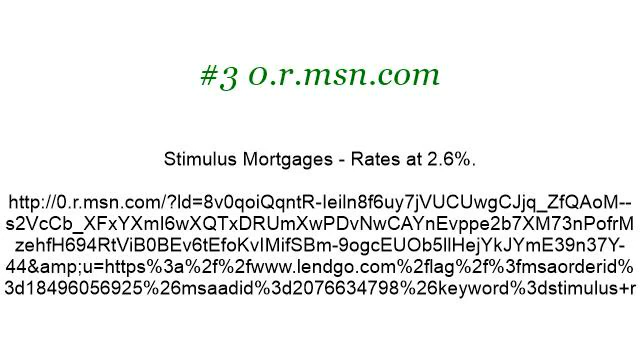 #3 0.r.msn.com
Stimulus Mortgages - Rates at 2.6%.
http://0.r.msn.com/?ld=8v0qoiQqntR-Ieiln8f6uy7jVUCUwgCJjq_ZfQAoM--
s2VcCb_XFxYXmI6wXQTxDRUmXwPDvNwCAYnEvppe2b7XM73nPofrM
zehfH694RtViB0BEv6tEfoKvIMifSBm-9ogcEUOb5IlHejYkJYmE39n37Y-
44&amp;u=https%3a%2f%2fwww.lendgo.com%2flag%2f%3fmsaorderid%
3d18496056925%26msaadid%3d2076634798%26keyword%3dstimulus+r